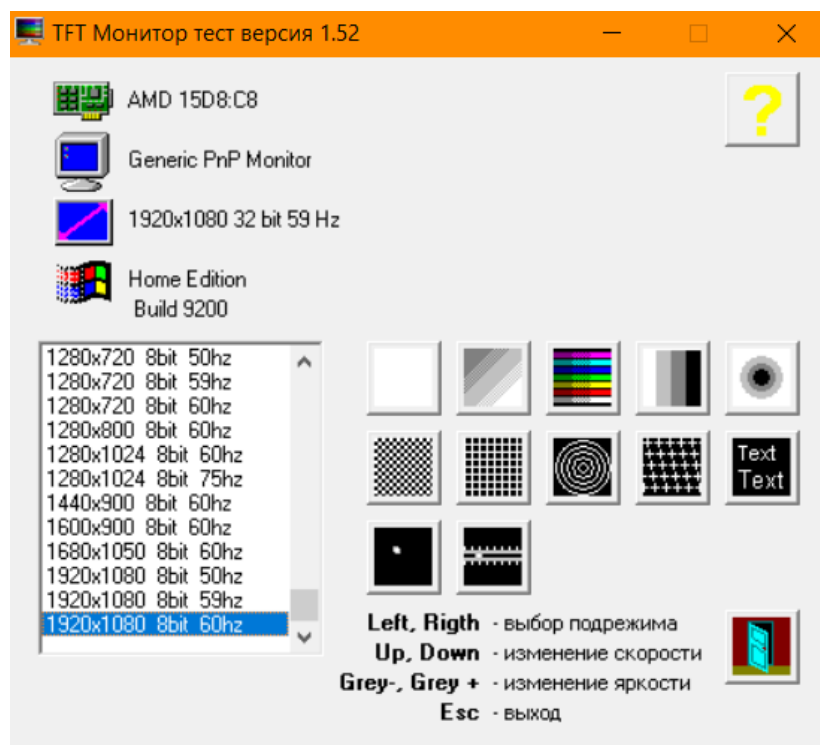 TFT Монитор тест версия 1.52
AMD 15D8:C8
?
Generic PnP Monitor
1920x1080 32 bit 59 Hz
Home Edition
Build 9200
1280x720 8bit 50hz
1280x720 8bit 59hz
1280x720 8bit 60hz
1280x800 8bit 60hz
1280x1024 8bit 60hz
1280x1024 8bit 75hz
1440x900 8bit 60hz
1600x900 8bit 60hz
1680x1050 8bit 60hz
1920x1080 8bit 50hz
1920x1080 8bit 59hz
1920x1080 8bit 60hz
Text
Text
Left, Rigth - выбор подрежима
Up, Down - изменение скорости
Grey-, Grey + - изменение яркости
Esc - выход